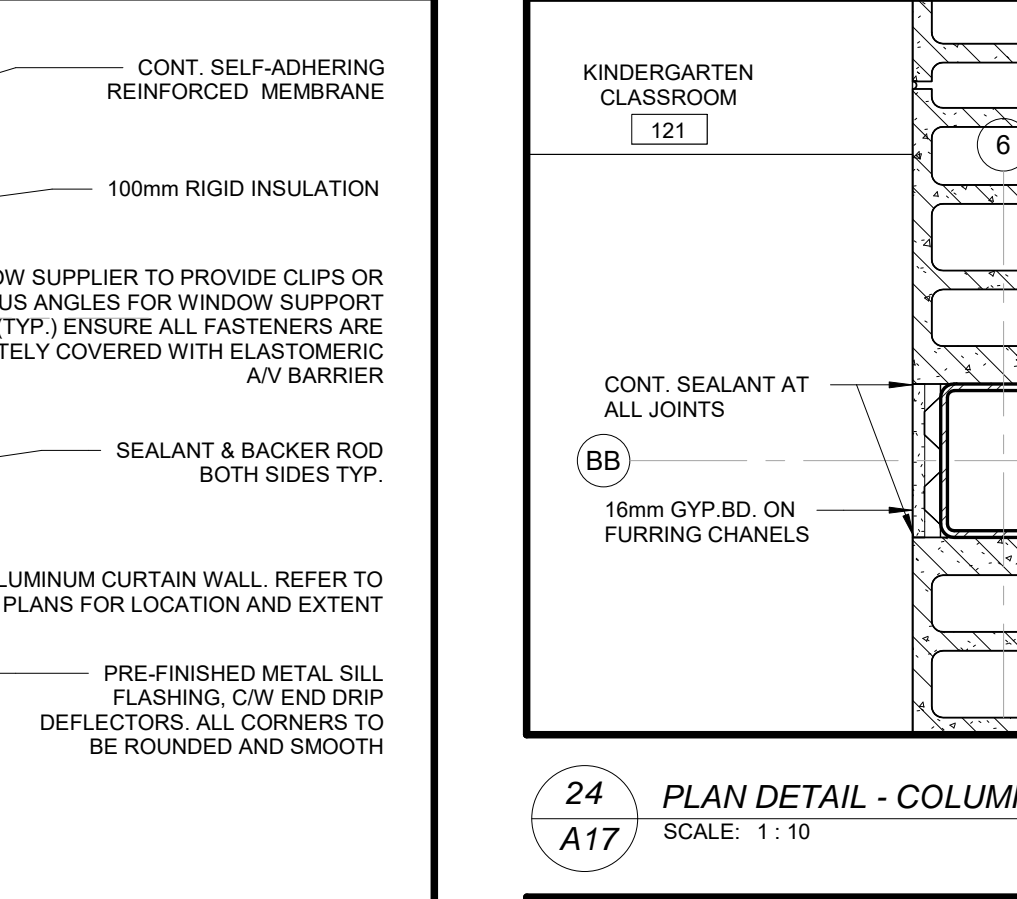 CONT. SELF-ADHERING
REINFORCED MEMBRANE
100mm RIGID INSULATION
SUPPLIER TO PROVIDE CLIPS OR
ANGLES FOR WINDOW SUPPORT
(TYP.) ENSURE ALL FASTENERS ARE
COVERED WITH ELASTOMERIC
A/V BARRIER
SEALANT & BACKER ROD
BOTH SIDES TYP.
CURTAIN WALL. REFER TO
PLANS FOR LOCATION AND EXTENT
PRE-FINISHED METAL SILL
FLASHING, C/W END DRIP
DEFLECTORS. ALL CORNERS TO
BE ROUNDED AND SMOOTH
KINDERGARTEN
CLASSROOM
121
6
CONT. SEALANT AT
ALL JOINTS
BB
16mm GYP.BD. ON
FURRING CHANELS
24
A17
PLAN DETAIL -
SCALE: 1 : 10